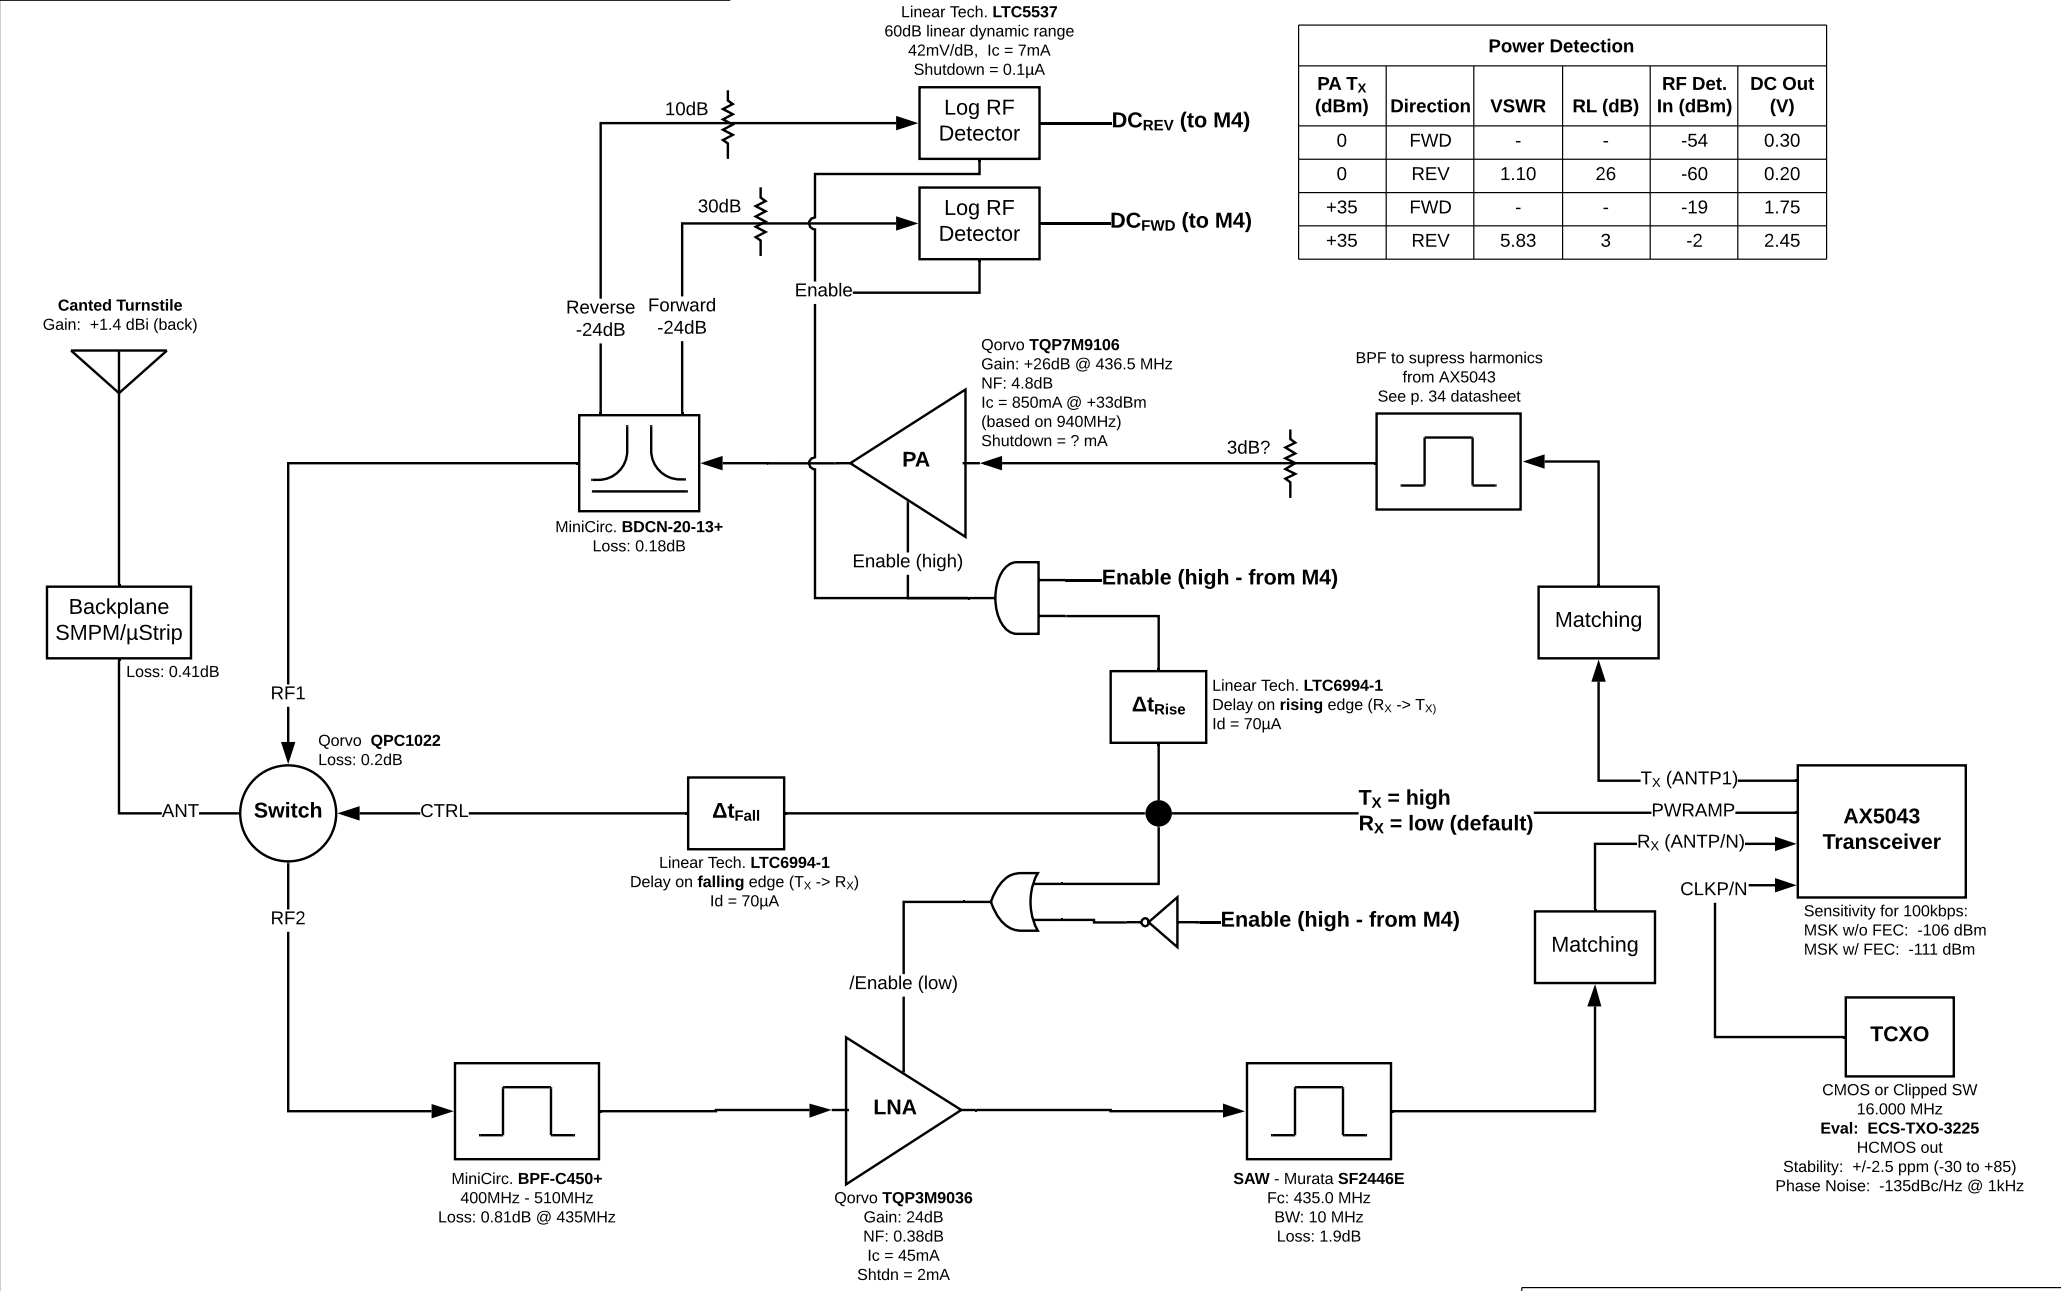 Linear Tech. LTC5537
60dB linear dynamic range
42mV/dB,  Ic = 7mA
Shutdown = 0.1µA
10dB
Log RF
Detector
DCREV (to M4)
30dB
Log RF
Detector
DCFWD (to M4)
Enable
Reverse
-24dB
Forward
-24dB
Power Detection
PA TX (dBm) Direction VSWR RL (dB) RF Det. In (dBm) DC Out (V)
0 FWD - - -54 0.30
0 REV 1.10 26 -60 0.20
+35 FWD - - -19 1.75
+35 REV 5.83 3 -2 2.45
Canted Turnstile
Gain:  +1.4 dBi (back)
Qorvo TQP7M9106
Gain: +26dB @ 436.5 MHz
NF: 4.8dB
Ic = 850mA @ +33dBm
(based on 940MHz)
Shutdown = ? mA
BPF to supress harmonics
from AX5043
See p. 34 datasheet
PA
3dB?
MiniCirc. BDCN-20-13+
Loss: 0.18dB
Enable (high)
Enable (high - from M4)
Backplane
SMPM/µStrip
Loss: 0.41dB
Matching
RF1
ΔtRise
Linear Tech. LTC6994-1
Delay on rising edge (RX -> TX)
Id = 70µA
Qorvo  QPC1022
Loss: 0.2dB
Switch
ANT
CTRL
ΔtFall
Linear Tech. LTC6994-1
Delay on falling edge (TX -> RX)
Id = 70µA
TX = high
RX = low (default)
TX (ANTP1)
PWRAMP
RX (ANTP/N)
CLKP/N
AX5043
Transceiver
Sensitivity for 100kbps:
MSK w/o FEC:  -106 dBm
MSK w/ FEC:  -111 dBm
RF2
Enable (high - from M4)
Matching
/Enable (low)
TCXO
CMOS or Clipped SW
16.000 MHz
Eval:  ECS-TXO-3225
HCMOS out
Stability:  +/-2.5 ppm (-30 to +85)
Phase Noise:  -135dBc/Hz @ 1kHz
LNA
MiniCirc. BPF-C450+
400MHz - 510MHz
Loss: 0.81dB @ 435MHz
Qorvo TQP3M9036
Gain: 24dB
NF: 0.38dB
Ic = 45mA
Shtdn = 2mA
SAW - Murata SF2446E
Fc: 435.0 MHz
BW: 10 MHz
Loss: 1.9dB